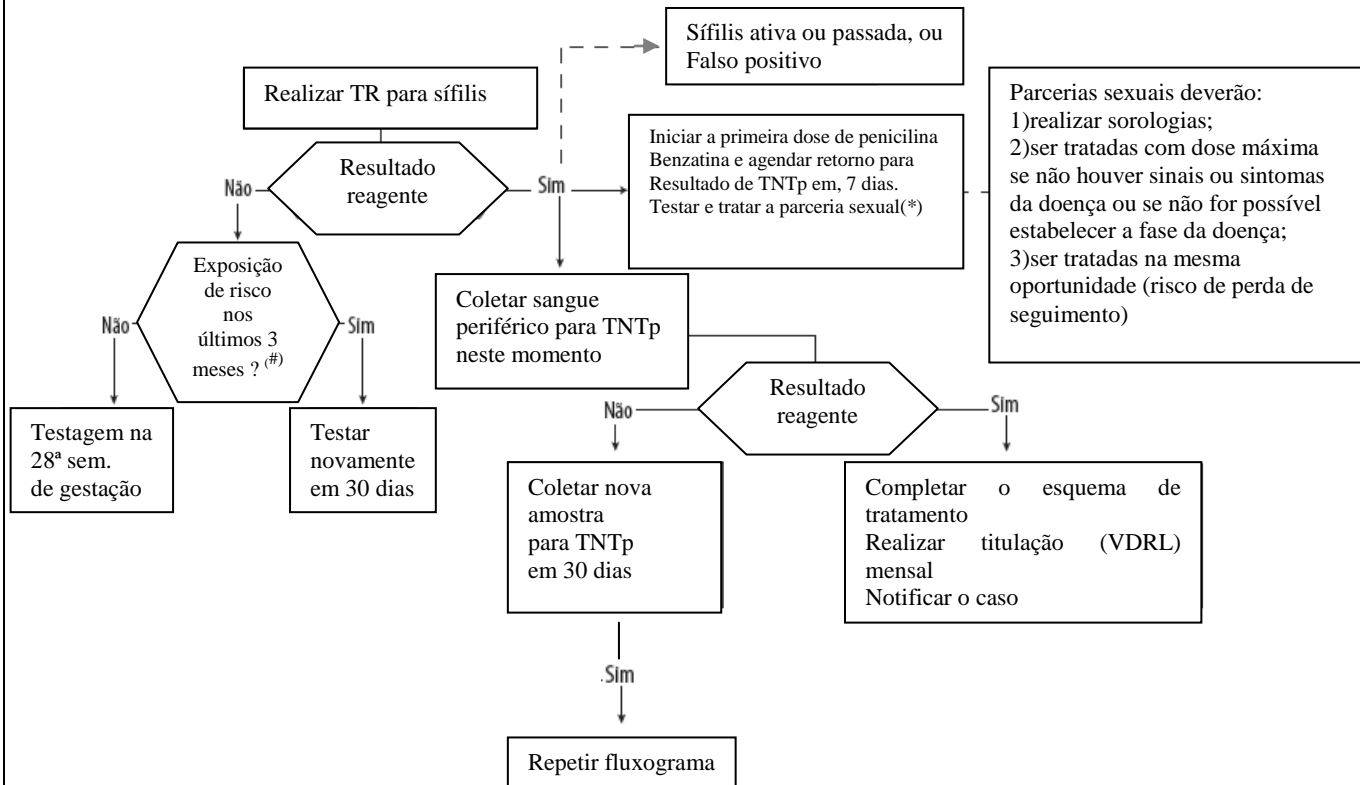 Sífilis ativa ou passada, ou
Falso positivo
Realizar TR para sífilis
Parcerias sexuais deverão:
1)realizar sorologias;
2)ser tratadas com dose máxima
se não houver sinais ou sintomas
da doença ou se não for possível
estabelecer a fase da doença;
3)ser tratadas na mesma
oportunidade (risco de perda de
seguimento)
Iniciar a primeira dose de penicilina
Benzatina e agendar retorno para
Resultado de TNTp em, 7 dias.
Testar e tratar a parceria sexual(*)
Resultado
reagente
Não
Sim
Exposição
de risco
nos
últimos 3
meses ? (#)
Não
Sim
Coletar sangue
periférico para TNTp
neste momento
Resultado
reagente
Não
Sim
Testagem na
28ª sem.
de gestação
Testar
novamente
em 30 dias
Coletar nova
amostra
para TNTp
em 30 dias
Completar o esquema de
tratamento
Realizar titulação (VDRL)
mensal
Notificar o caso
.Sim
Repetir fluxograma